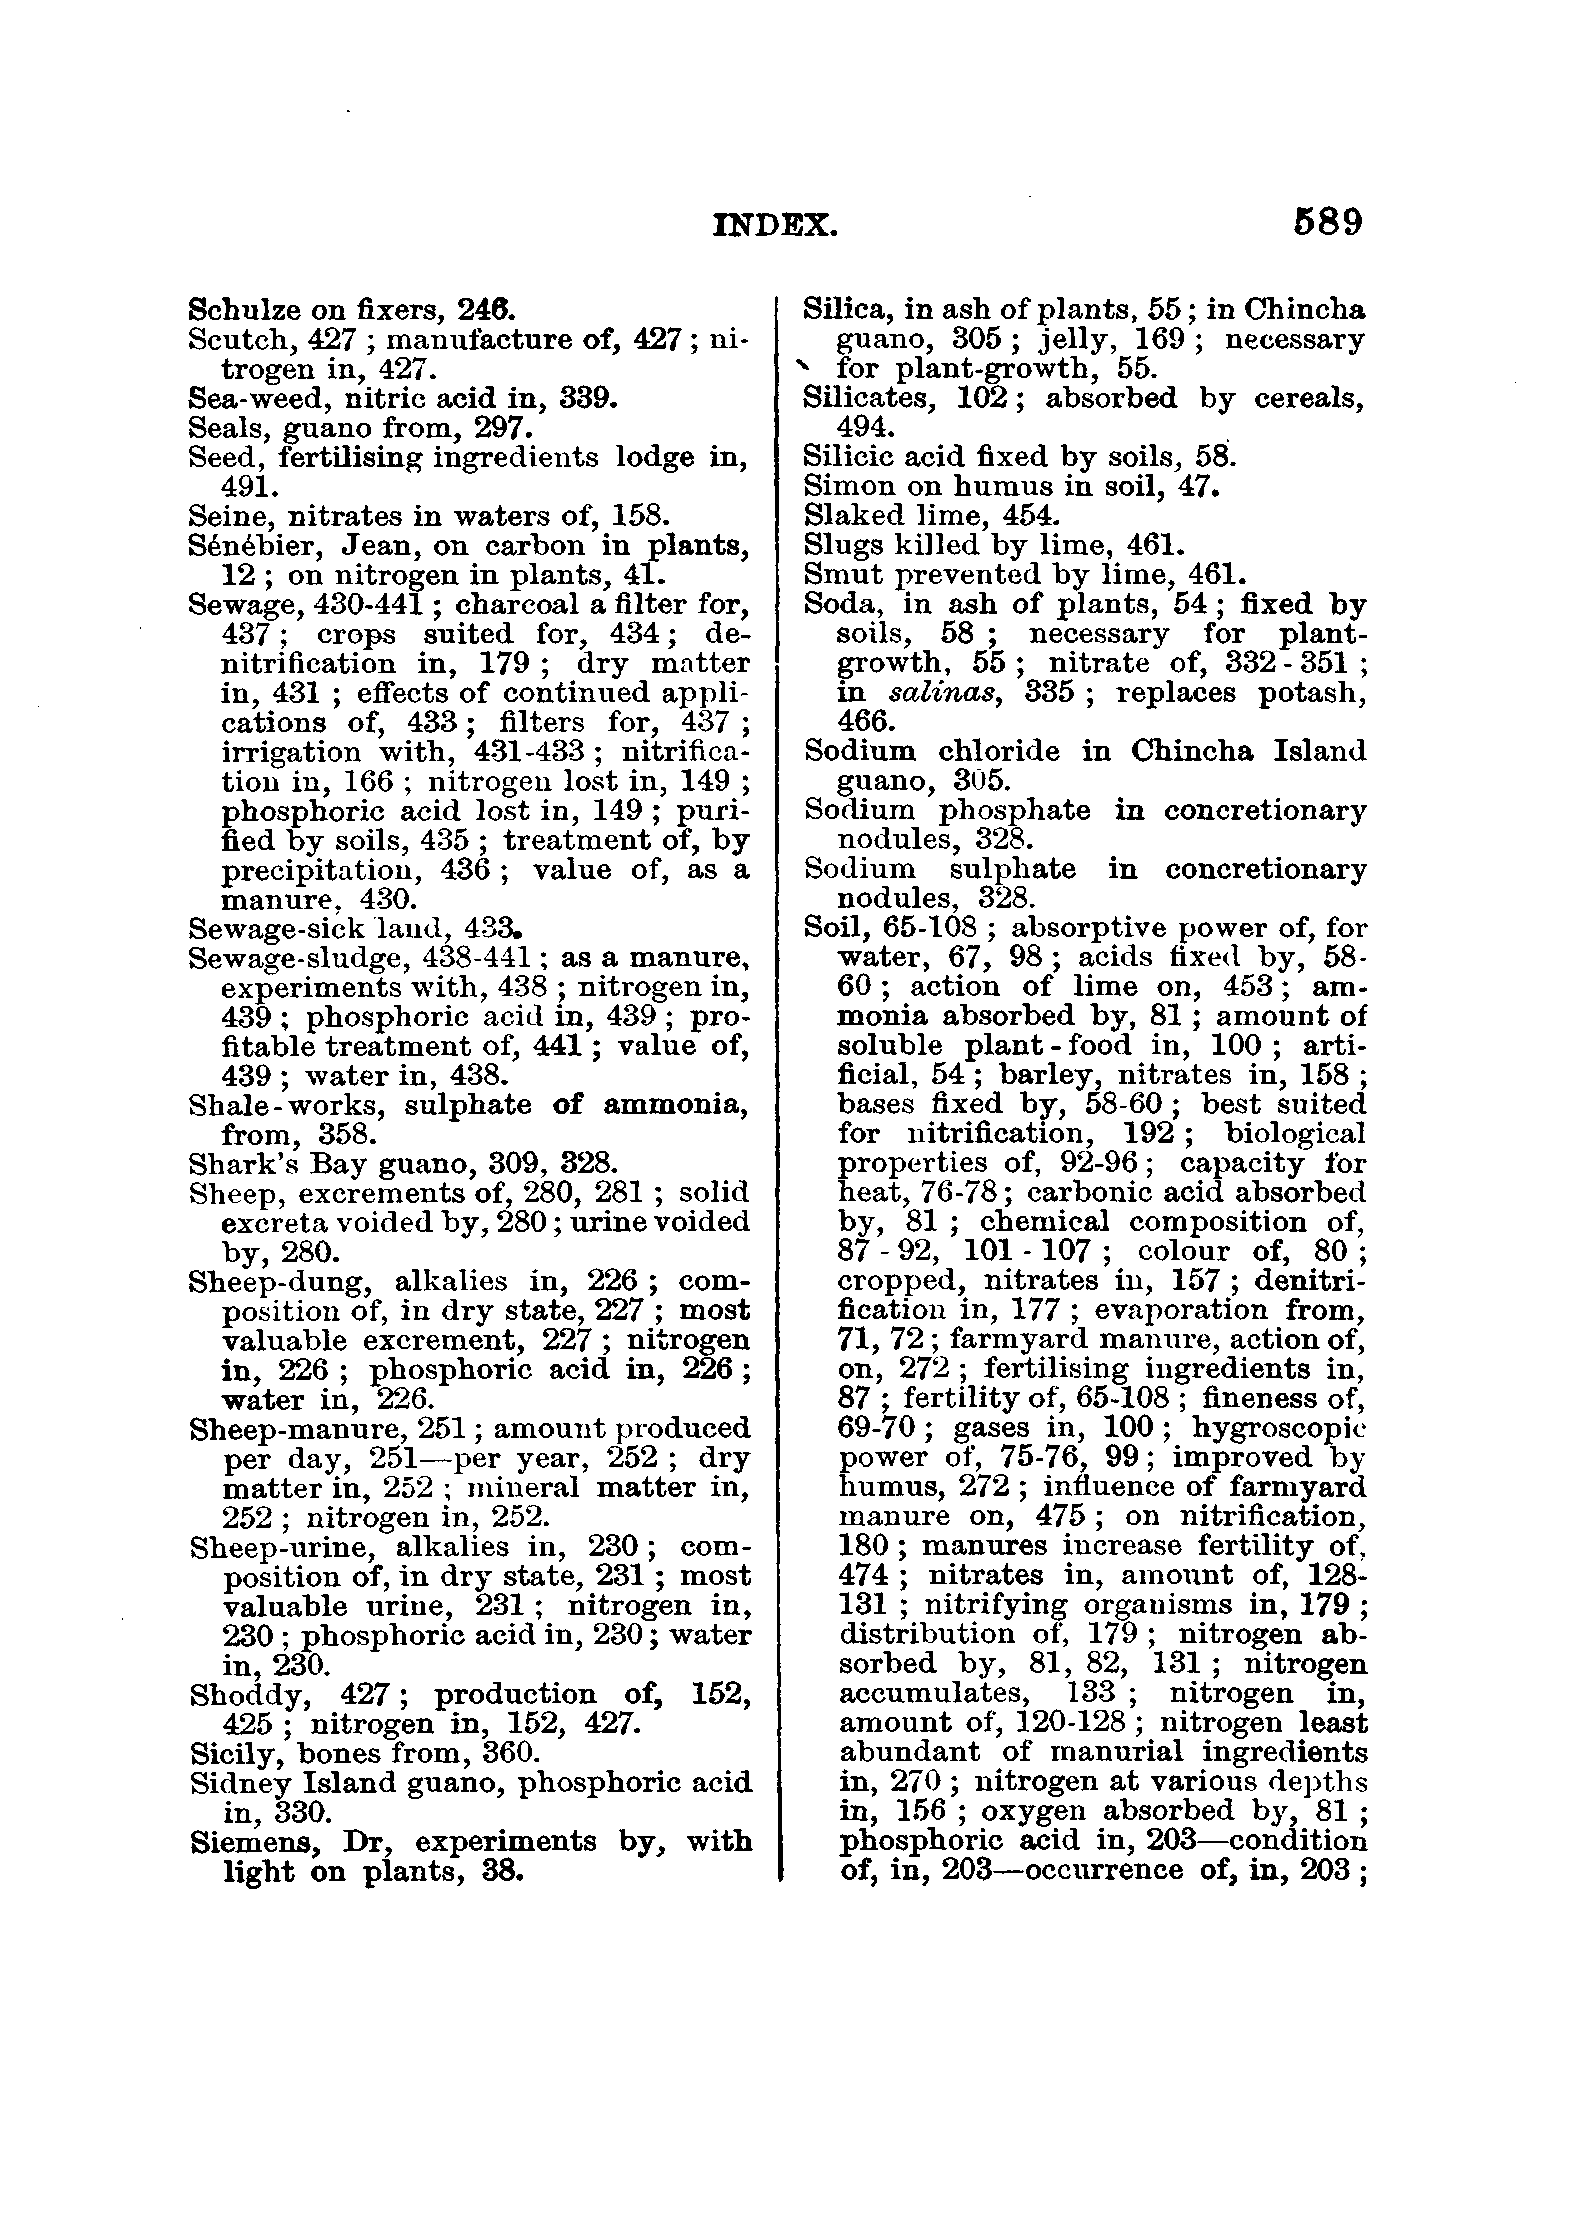 INDEX. 589
Schulze on fixers, 246.
Scutch, 427 ; manufacture of, 427 ; ni-
trogen in, 427.
Sea-weed, nitric acid in, 339.
Seals, guano from, 297.
Seed, fertilising ingredients lodge in,
491.
Seine, nitrates in waters of, 158.
Sénébier, Jean, on carbon in plants,
12 ; on nitrogen in plants, 41.
Sewage, 430-441 ; charcoal a filter for,
437 ; crops suited for, 434 ; de-
nitrification in, 179 ; dry matter
in, 431 ; effects of continued appli-
cations of, 433 ; filters for, 437 ;
irrigation with, 431-433 ; nitrifica-
tion in, 166 ; nitrogen lost in, 149 ;
phosphoric acid lost in, 149 ; puri-
fied by soils, 435 ; treatment of, by
precipitation, 436 ; value of, as a
manure, 430.
Sewage-sick land, 433.
Sewage-sludge, 438-441 ; as a manure,
experiments with, 438 ; nitrogen in,
439 ; phosphoric acid in, 439 ; pro-
fitable treatment of, 441 ; value of,
439 ; water in, 438.
Shale-works, sulphate of ammonia,
from, 358.
Shark's Bay guano, 309, 328.
Sheep, excrements of, 280, 281 ; solid
excreta voided by, 280 ; urine voided
by, 280.
Sheep-dung, alkalies in, 226 ; com-
position of, in dry state, 227 ; most
valuable excrement, 227 ; nitrogen
in, 226 ; phosphoric acid in, 226 ;
water in, 226.
Sheep-manure, 251 ; amount produced
per day, 251—per year, 252 ; dry
matter in, 252 ; mineral matter in,
252 ; nitrogen in, 252.
Sheep-urine, alkalies in, 230 ; com-
position of, in dry state, 231 ; most
valuable urine, 231 ; nitrogen in,
230 ; phosphoric acid in, 230 ; water
in, 230.
Shoddy, 427 ; production of, 152,
425 ; nitrogen in, 152, 427.
Sicily, bones from, 360.
Sidney Island guano, phosphoric acid
in, 330.
Siemens, Dr, experiments by, with
light on plants, 38.
Silica, in ash of plants, 55 ; in Chincha
guano, 305 ; jelly, 169 ; necessary
for plant-growth, 55.
Silicates, 102 ; absorbed by cereals,
494.
Silicic acid fixed by soils, 58.
Simon on humus in soil, 47.
Slaked lime, 454.
Slugs killed by lime, 461.
Smut prevented by lime, 461.
Soda, in ash of plants, 54 ; fixed by
soils, 58 ; necessary for plant-
growth, 55 ; nitrate of, 332 - 351 ;
in salinas, 335 ; replaces potash,
466.
Sodium chloride in Chincha Island
guano, 305.
Sodium phosphate in concretionary
nodules, 328.
Sodium sulphate in concretionary
nodules, 328.
Soil, 65-108 ; absorptive power of, for
water, 67, 98 ; acids fixed by, 58-
60 ; action of lime on, 453 ; am-
monia absorbed by, 81 ; amount of
soluble plant - food in, 100 ; arti-
ficial, 54 ; barley, nitrates in, 158 ;
bases fixed by, 58-60 ; best suited
for nitrification, 192 ; biological
properties of, 92-96 ; capacity for
heat, 76-78 ; carbonic acid absorbed
by, 81 ; chemical composition of,
87 - 92, 101 - 107 ; colour of, 80 ;
cropped, nitrates in, 157 ; denitri-
fication in, 177 ; evaporation from,
71, 72 ; farmyard manure, action of,
on, 272 ; fertilising ingredients in,
87 ; fertility of, 65-108 ; fineness of,
69-70 ; gases in, 100 ; hygroscopic
power of, 75-76, 99 ; improved by
humus, 272 ; influence of farmyard
manure on, 475 ; on nitrification,
180 ; manures increase fertility of,
474 ; nitrates in, amount of, 128-
131 ; nitrifying organisms in, 179 ;
distribution of, 179 ; nitrogen ab-
sorbed by, 81, 82, 131 ; nitrogen
accumulates, 133 ; nitrogen in,
amount of, 120-128 ; nitrogen least
abundant of manurial ingredients
in, 270 ; nitrogen at various depths
in, 156 ; oxygen absorbed by, 81 ;
phosphoric acid in, 203—condition
of, in, 203—occurrence of, in, 203 ;